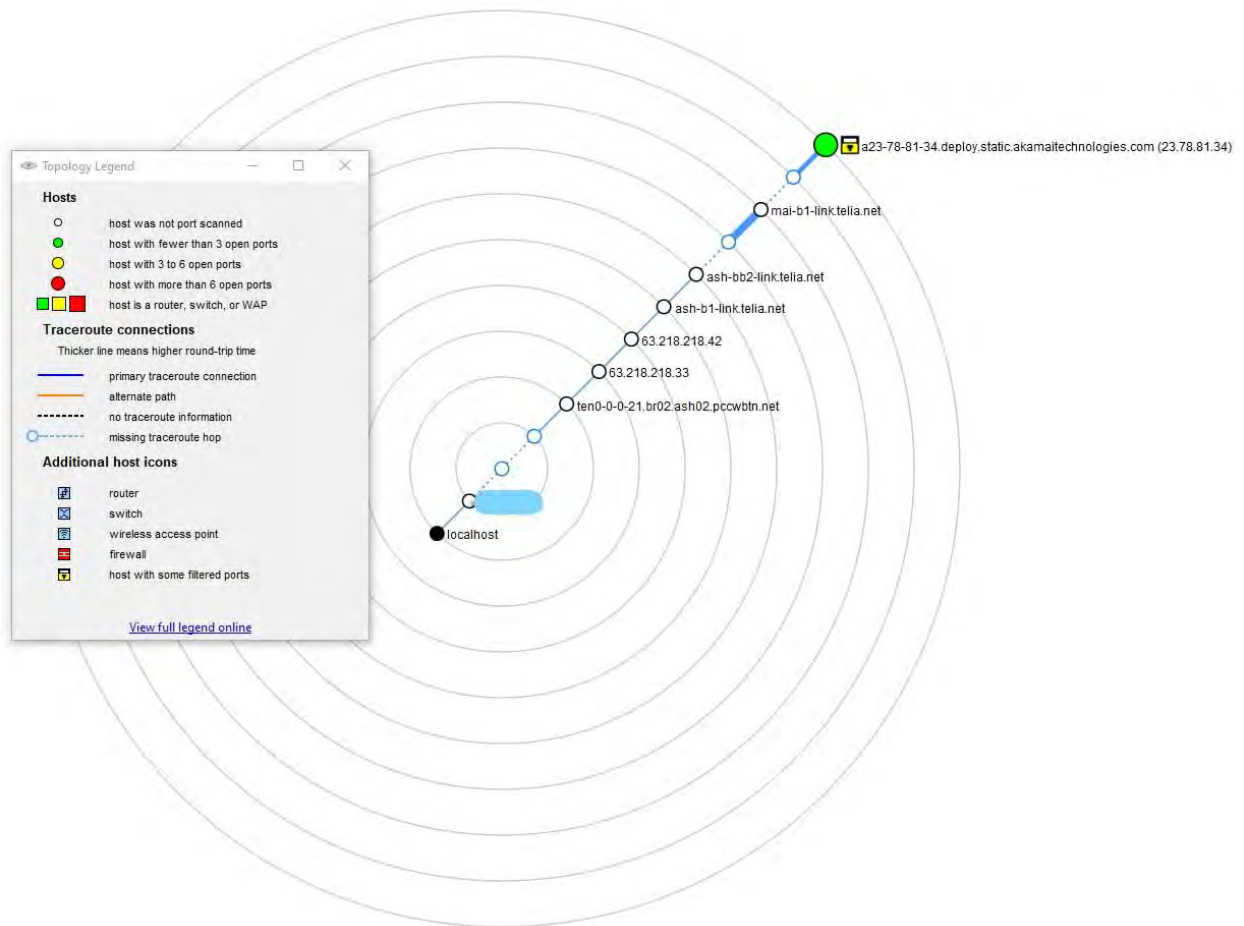 Topology Legend
Hosts
host was not port scanned
host with fewer than 3 open ports
host with 3 to 6 open ports
host with more than 6 open ports
host is a router, switch, or WAP
Traceroute connections
Thicker line means higher round-trip time
primary traceroute connection
alternate path
no traceroute information
missing traceroute hop
Additional host icons
router
switch
wireless access point
firewall
host with some filtered ports
View full legend online
a23-78-81-34.deploy.static.akamaitechnologies.com (23.78.81.34)
mai-b1-link.telia.net
ash-bb2-link.telia.net
ash-b1-link.telia.net
63.218.218.42
63.218.218.33
ten0-0-0-21.br02.ash02.pccwbtn.net
localhost